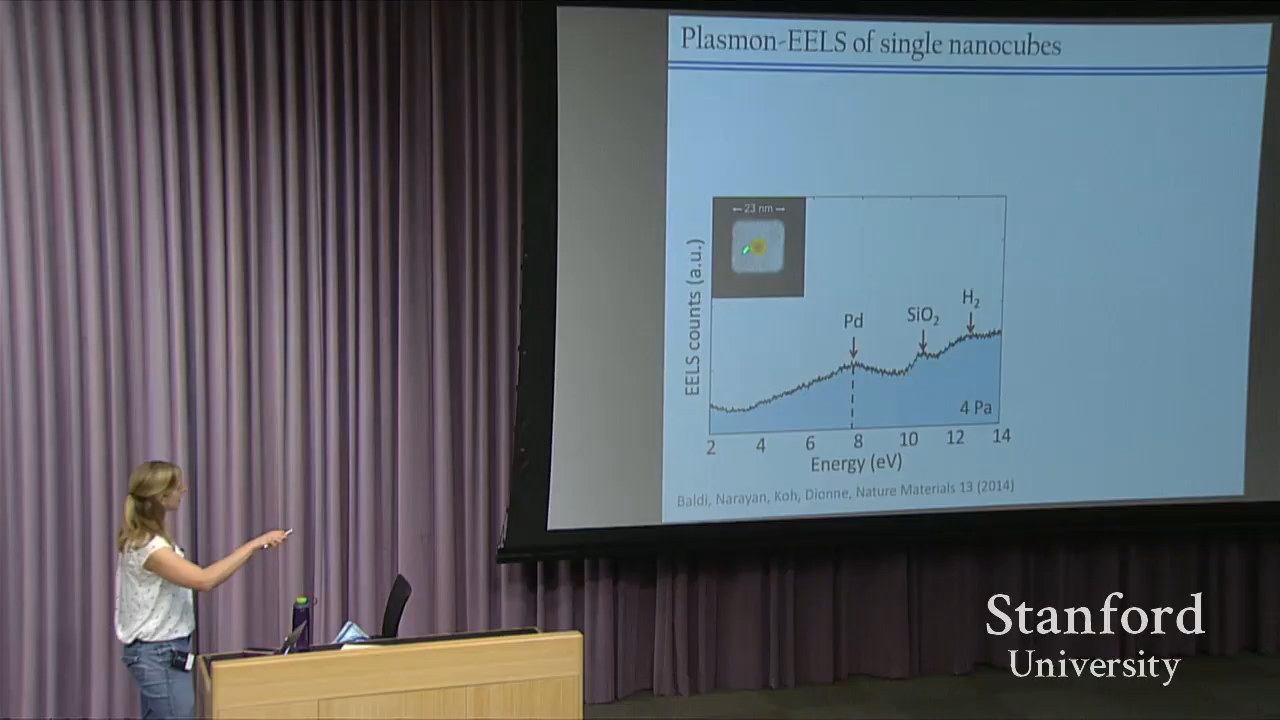 Plasmon-EELS of single nanocubes
←23 nm→
H2
SiO2
Pd
EELS counts (a.u.)
4 Pa
2 4 6 8 10 12 14
Energy (eV)
Baldi, Narayan, Koh, Dionne, Nature Materials 13 (2014)
Stanford
University